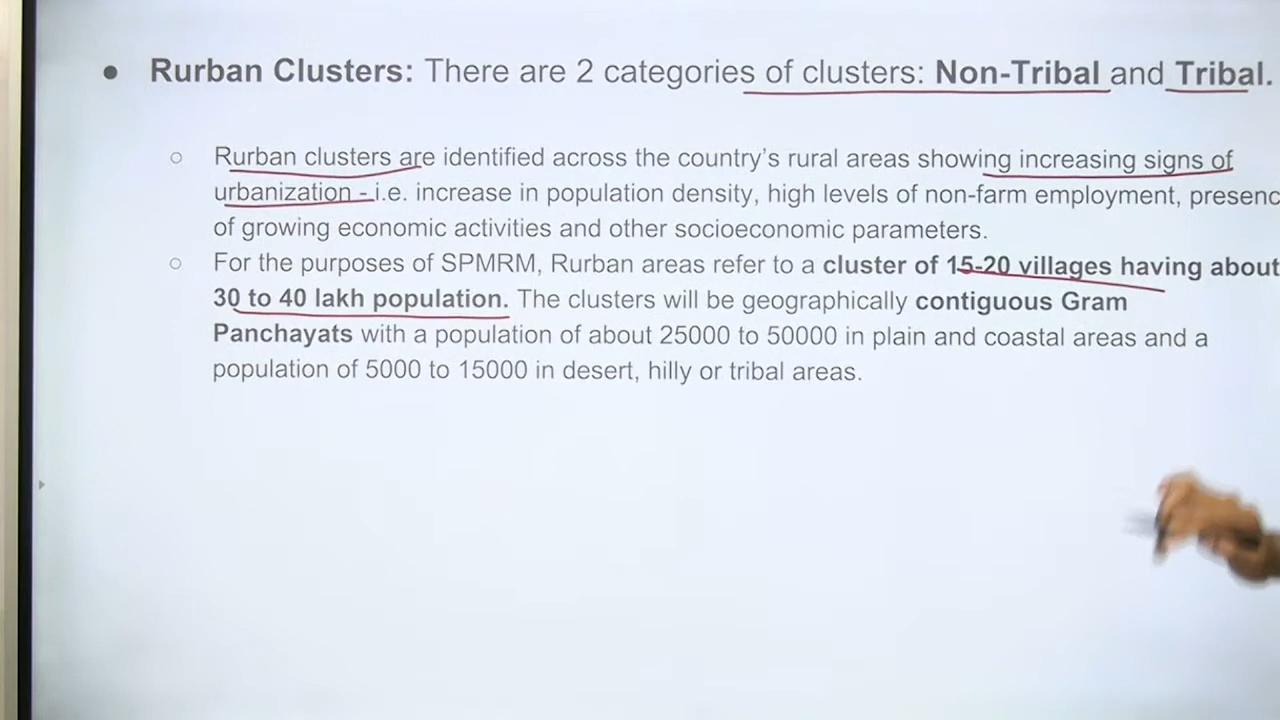 ● Rurban Clusters: There are 2 categories of clusters: Non-Tribal and Tribal.
○ Rurban clusters are identified across the country's rural areas showing increasing signs of
urbanization - i.e. increase in population density, high levels of non-farm employment, presenc
of growing economic activities and other socioeconomic parameters.
○ For the purposes of SPMRM, Rurban areas refer to a cluster of 15-20 villages having about
30 to 40 lakh population. The clusters will be geographically contiguous Gram
Panchayats with a population of about 25000 to 50000 in plain and coastal areas and a
population of 5000 to 15000 in desert, hilly or tribal areas.